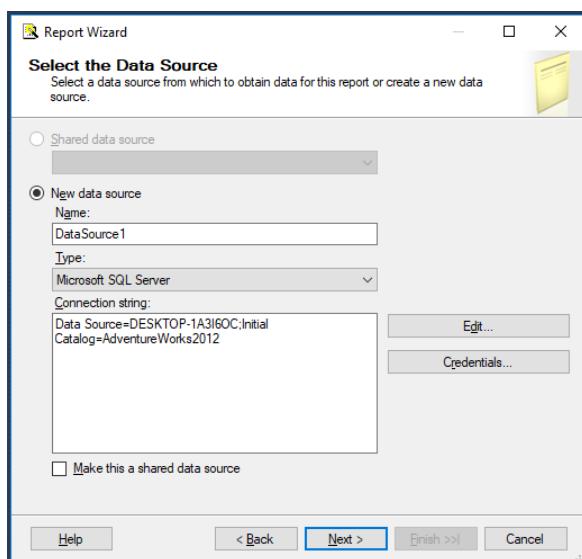 Report Wizard
Select the Data Source
Select a data source from which to obtain data for this report or create a new data
source.
Shared data source
New data source
Name:
DataSource1
Type:
Microsoft SQL Server
Connection string:
Data Source=DESKTOP-1A3I6OC;Initial
Catalog=AdventureWorks2012
Edit...
Credentials...
Make this a shared data source
Help
< Back
Next >
Finish >>|
Cancel